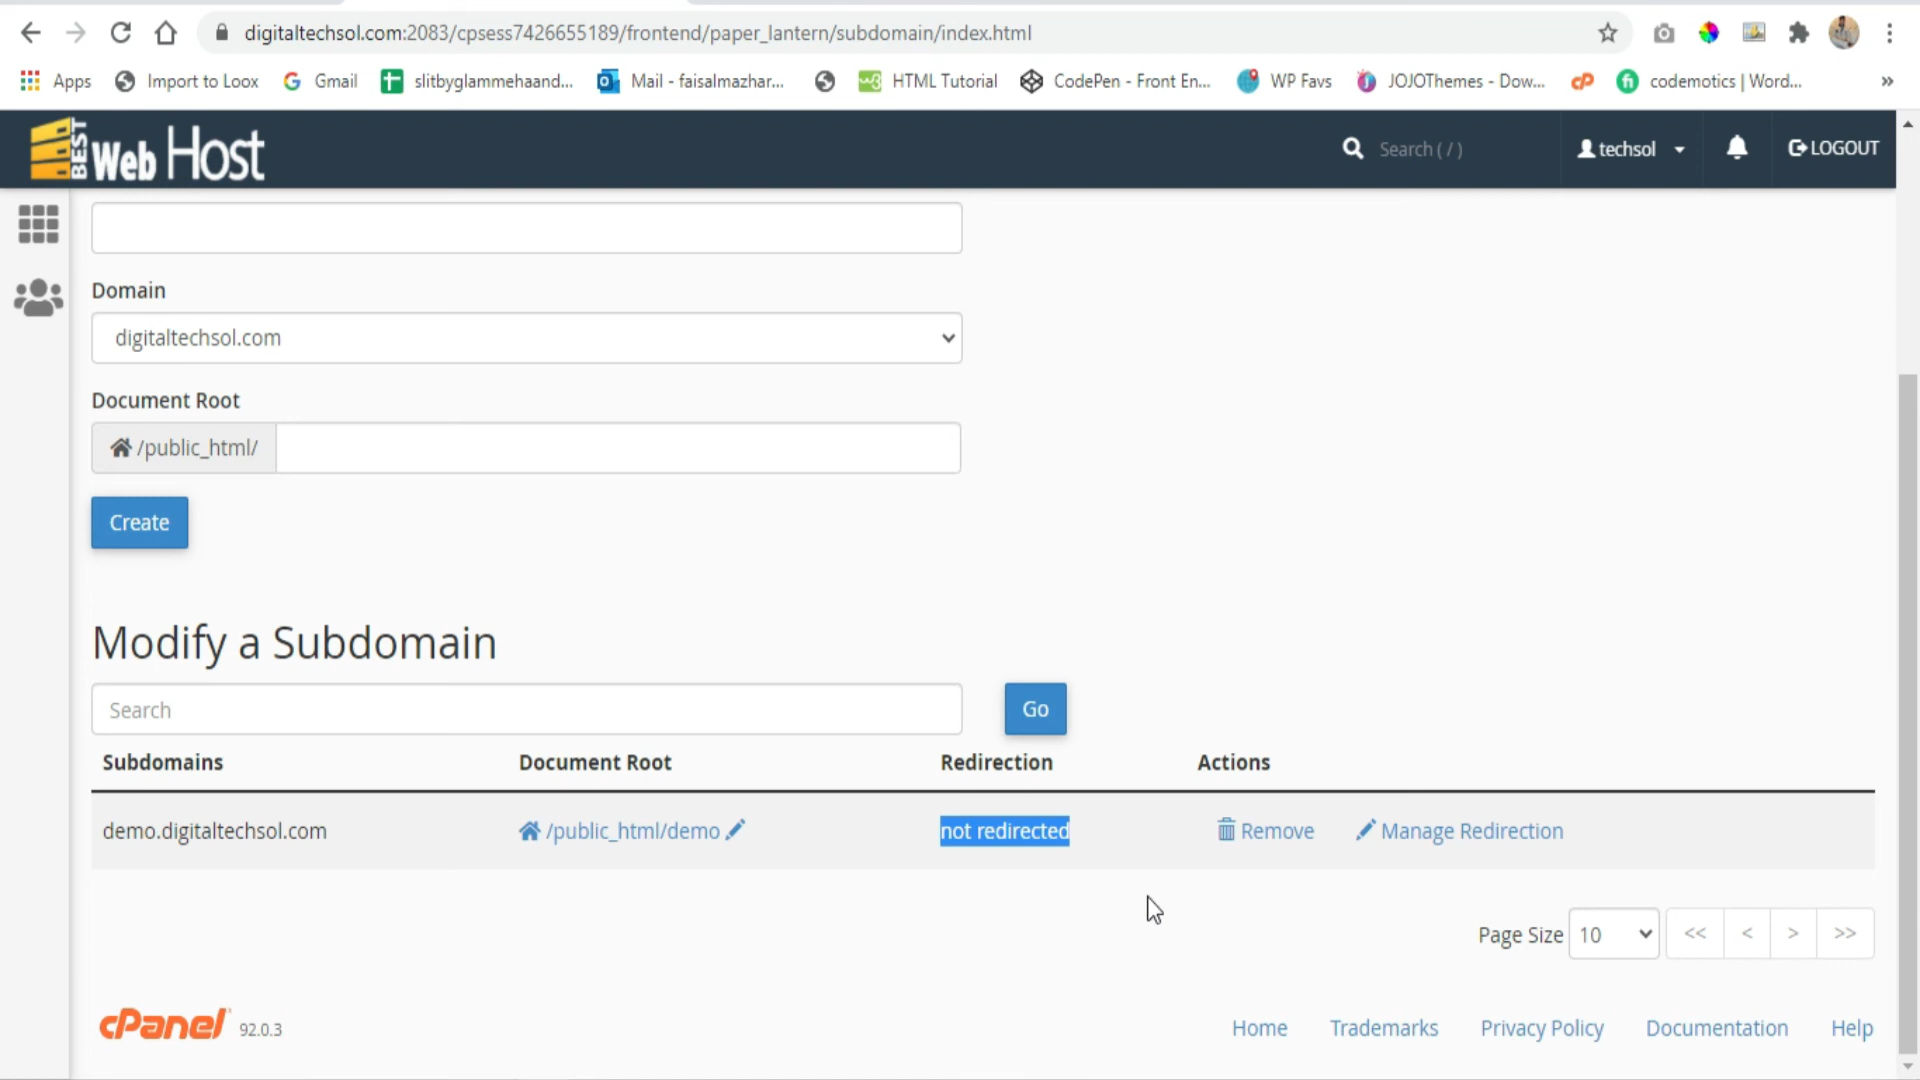 digitaltechsol.com:2083/cpsess7426655189/frontend/paper_lantern/subdomain/index.html
Apps Import to Loox Gmail slitbyglammehaand... Mail - faisalmazhar... HTML Tutorial CodePen - Front En... WP Favs JOJOThemes - Dow... codemotics | Word... »
BEST Web Host Search ( / ) techsol LOGOUT
Domain
digitaltechsol.com
Document Root
/public_html/
Create
Modify a Subdomain
Search Go
Subdomains Document Root Redirection Actions
demo.digitaltechsol.com /public_html/demo not redirected Remove Manage Redirection
Page Size 10 << < > >>
cPanel 92.0.3 Home Trademarks Privacy Policy Documentation Help